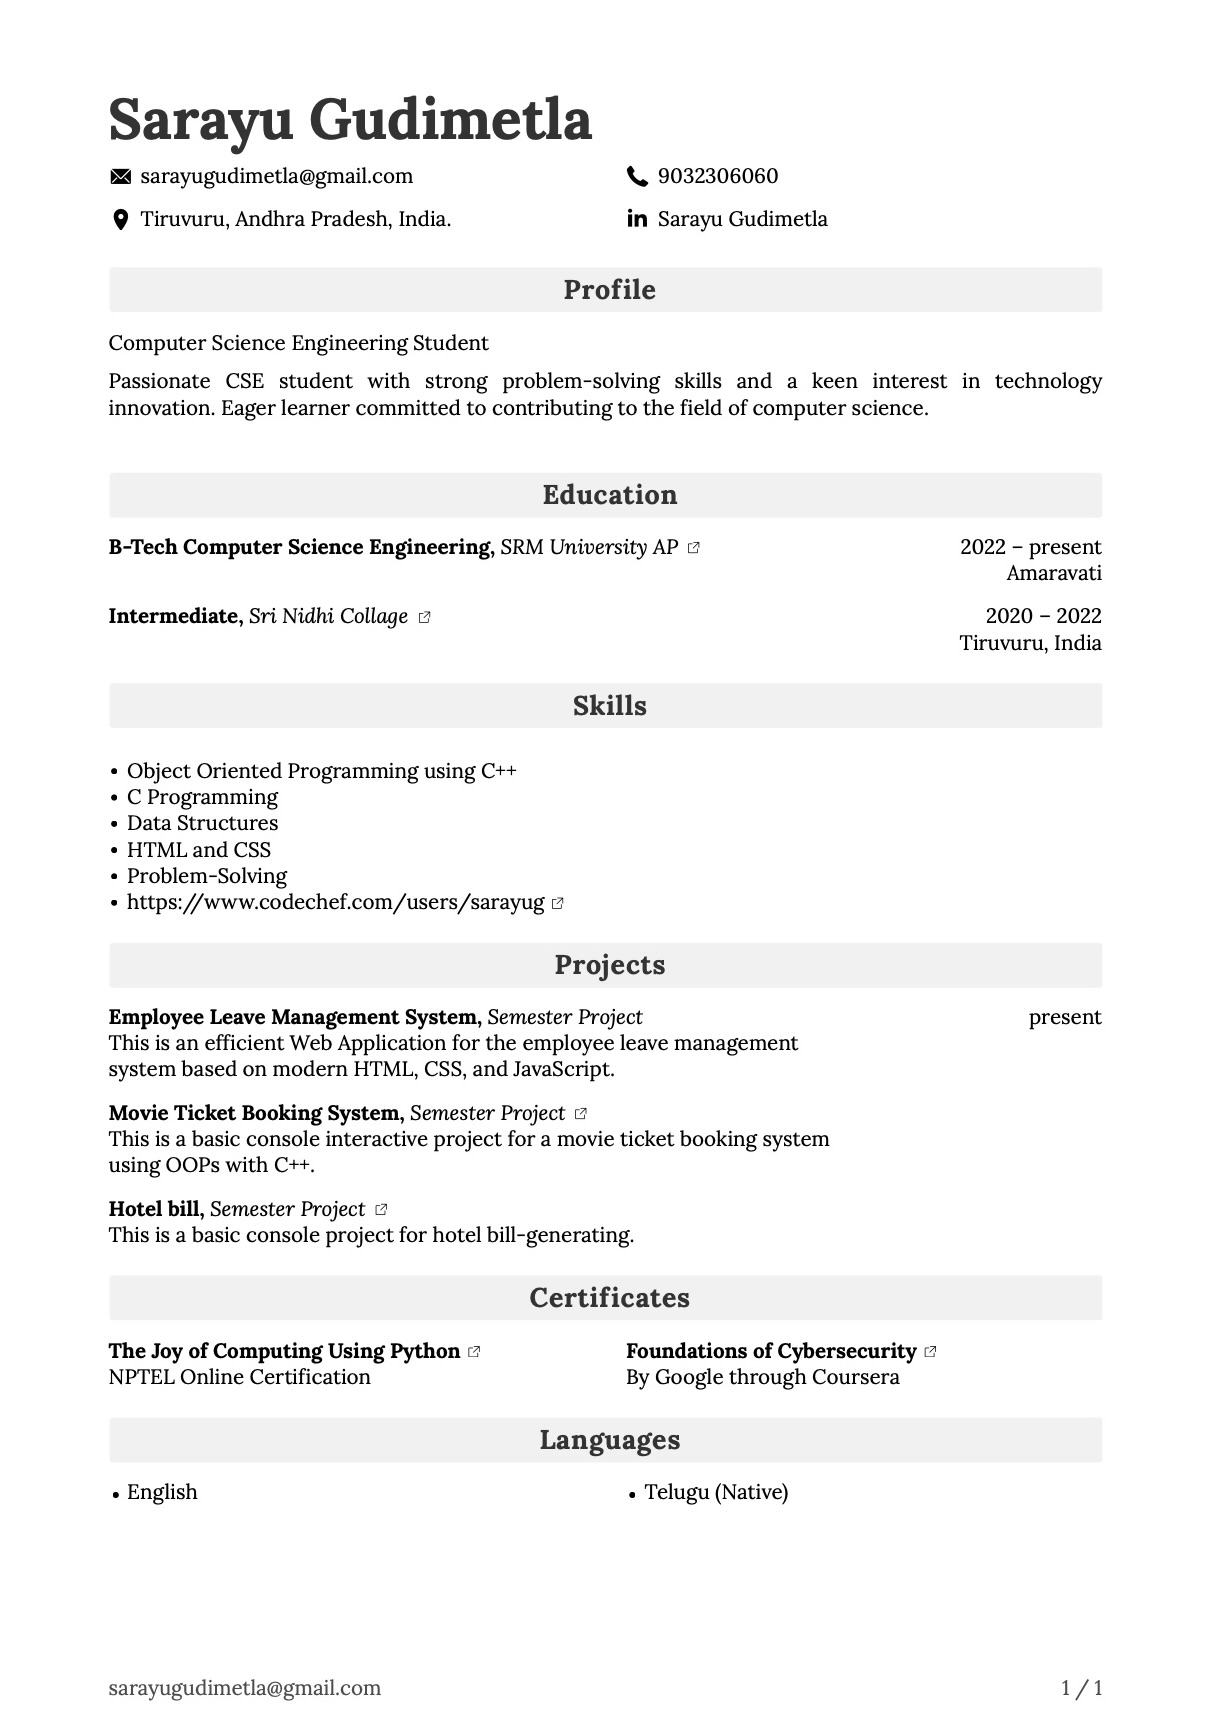 Sarayu Gudimetla
sarayugudimetla@gmail.com
9032306060
Tiruvuru, Andhra Pradesh, India.
in Sarayu Gudimetla
Profile
Computer Science Engineering Student
Passionate CSE student with strong problem-solving skills and a keen interest in technology
innovation. Eager learner committed to contributing to the field of computer science.
Education
B-Tech Computer Science Engineering, SRM University AP
2022 – present
Amaravati
Intermediate, Sri Nidhi Collage
2020 – 2022
Tiruvuru, India
Skills
• Object Oriented Programming using C++
• C Programming
• Data Structures
• HTML and CSS
• Problem-Solving
• https://www.codechef.com/users/sarayug
Projects
Employee Leave Management System, Semester Project
present
This is an efficient Web Application for the employee leave management
system based on modern HTML, CSS, and JavaScript.
Movie Ticket Booking System, Semester Project
This is a basic console interactive project for a movie ticket booking system
using OOPs with C++.
Hotel bill, Semester Project
This is a basic console project for hotel bill-generating.
Certificates
The Joy of Computing Using Python
NPTEL Online Certification
Foundations of Cybersecurity
By Google through Coursera
Languages
• English
• Telugu (Native)
sarayugudimetla@gmail.com
1 / 1